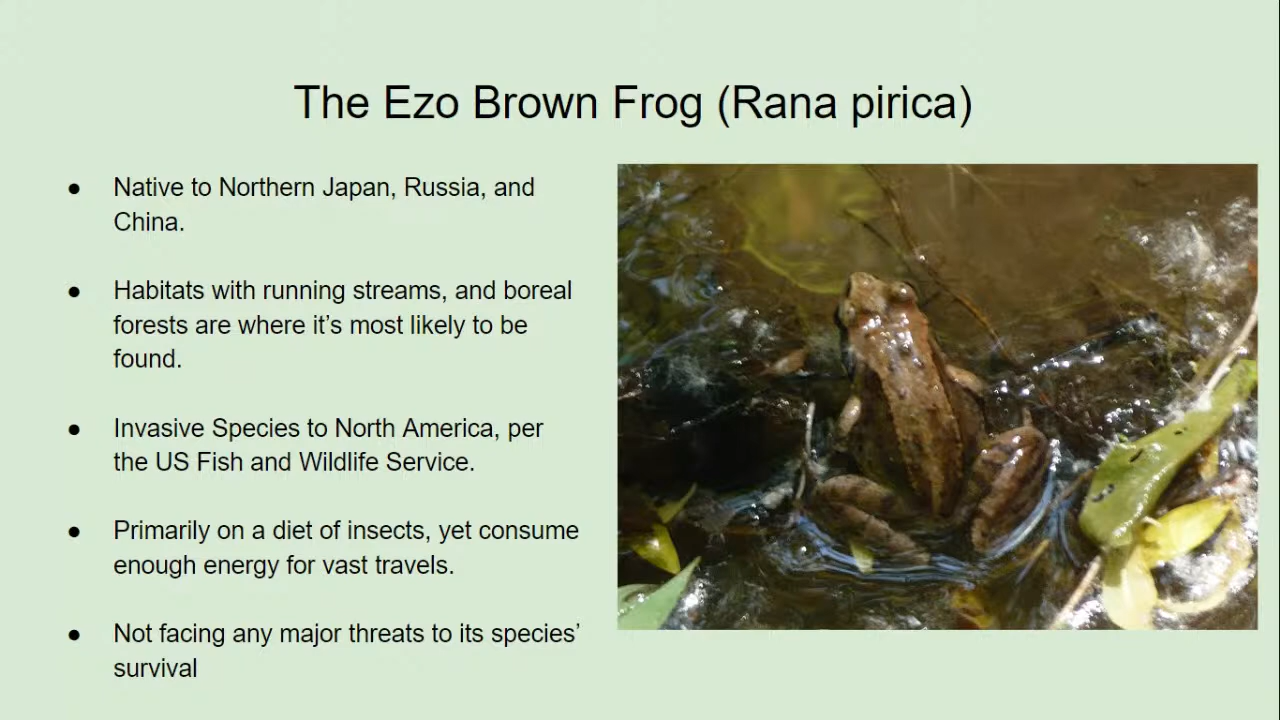 The Ezo Brown Frog (Rana pirica)
● Native to Northern Japan, Russia, and
China.
● Habitats with running streams, and boreal
forests are where it’s most likely to be
found.
● Invasive Species to North America, per
the US Fish and Wildlife Service.
● Primarily on a diet of insects, yet consume
enough energy for vast travels.
● Not facing any major threats to its species’
survival